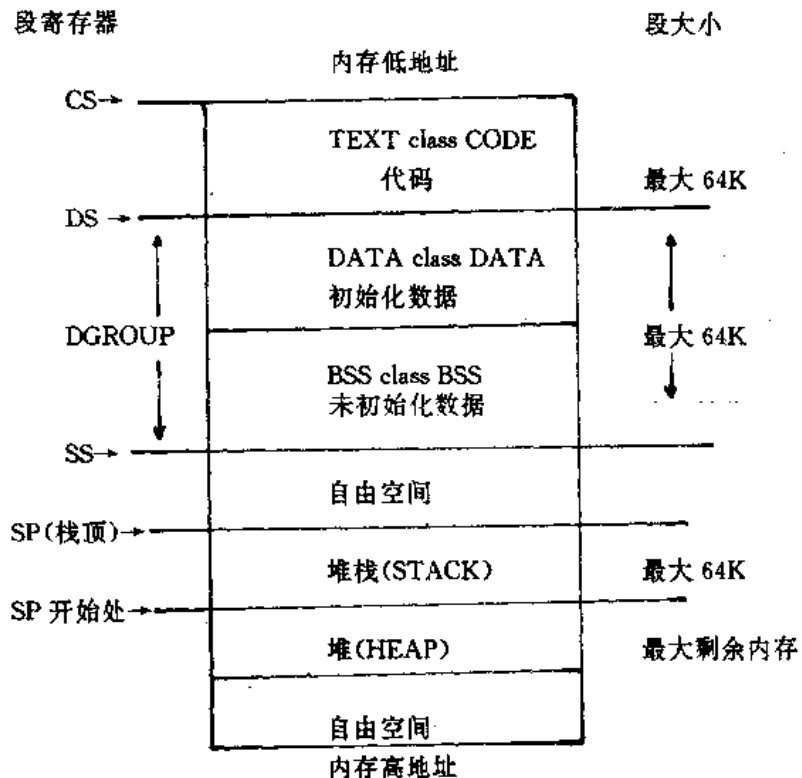 段寄存器 段大小
内存低地址
CS→
TEXT class CODE
代码 最大 64K
DS→
DATA class DATA
初始化数据
DGROUP 最大 64K
BSS class BSS
未初始化数据
SS→
自由空间
SP(栈顶)→
堆栈(STACK) 最大 64K
SP 开始处→
堆(HEAP) 最大剩余内存
自由空间
内存高地址